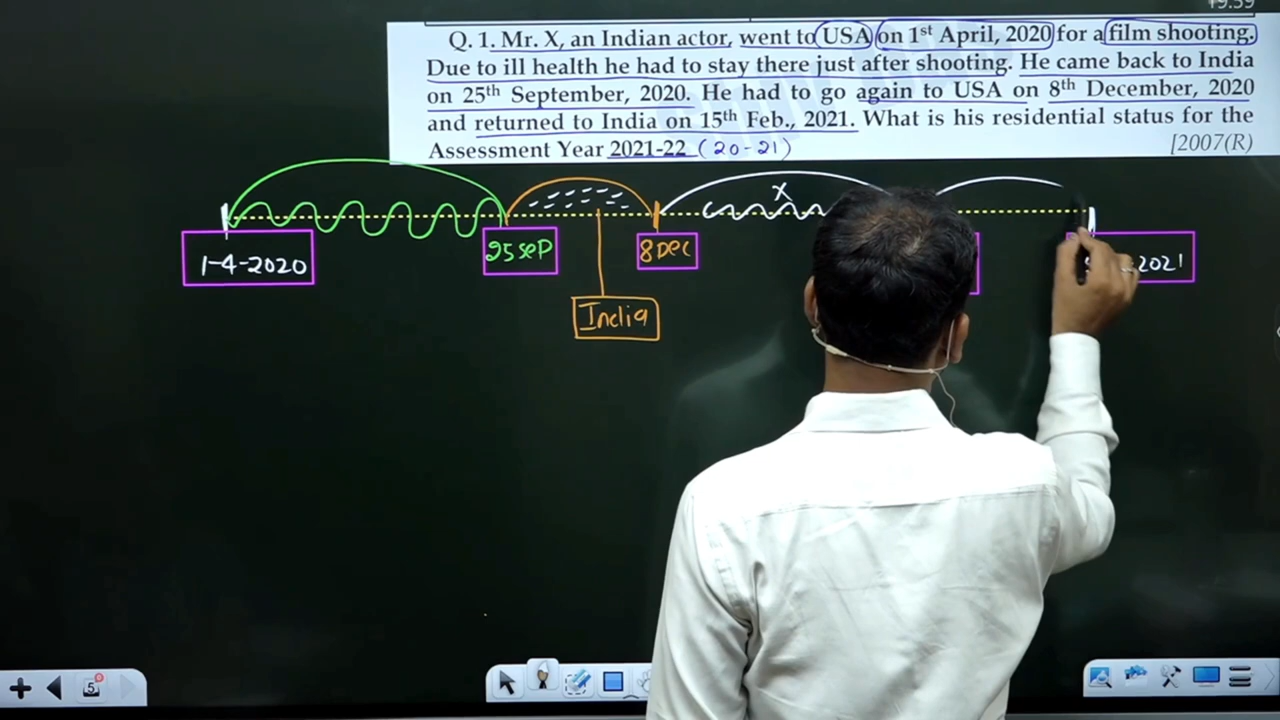 Q. 1. Mr. X, an Indian actor, went to USA on 1st April, 2020 for a film shooting.
Due to ill health he had to stay there just after shooting. He came back to India
on 25th September, 2020. He had to go again to USA on 8th December, 2020
and returned to India on 15th Feb., 2021. What is his residential status for the
Assessment Year 2021-22 (20-21) [2007(R)
X
1-4-2020 25 SeP 8 Dec 2021
India
5